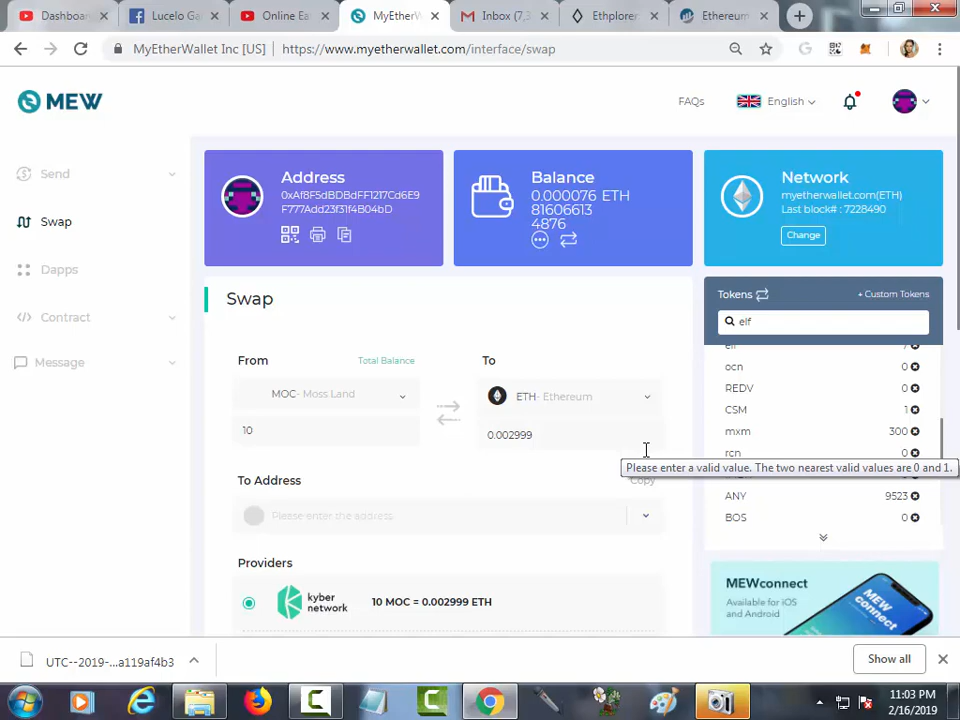 Dashboar
Lucelo Ga
Online Ea
MyEtherW
Inbox (7,3
Ethplorer
Ethereum
MyEtherWallet Inc [US]
https://www.myetherwallet.com/interface/swap
MEW
FAQs
English
Send
Swap
Dapps
Contract
Message
Address
0xAf8F5dBDBdFF1217Cd6E9
F777Add23f31f4B04bD
Balance
0.000076 ETH
81606613
4876
Network
myetherwallet.com(ETH)
Last block# : 7228490
Change
Swap
From
Total Balance
MOC- Moss Land
10
To
ETH- Ethereum
0.002999
To Address
Copy
Please enter the address
Providers
kyber
network
10 MOC = 0.002999 ETH
Tokens
+ Custom Tokens
elf
elf
ocn 0
REDV 0
CSM 1
mxm 300
rcn 0
Please enter a valid value. The two nearest valid values are 0 and 1.
ANY 9523
BOS 0
MEWconnect
Available for iOS
and Android
MEW
connect
UTC--2019-...a119af4b3
Show all
11:03 PM
2/16/2019